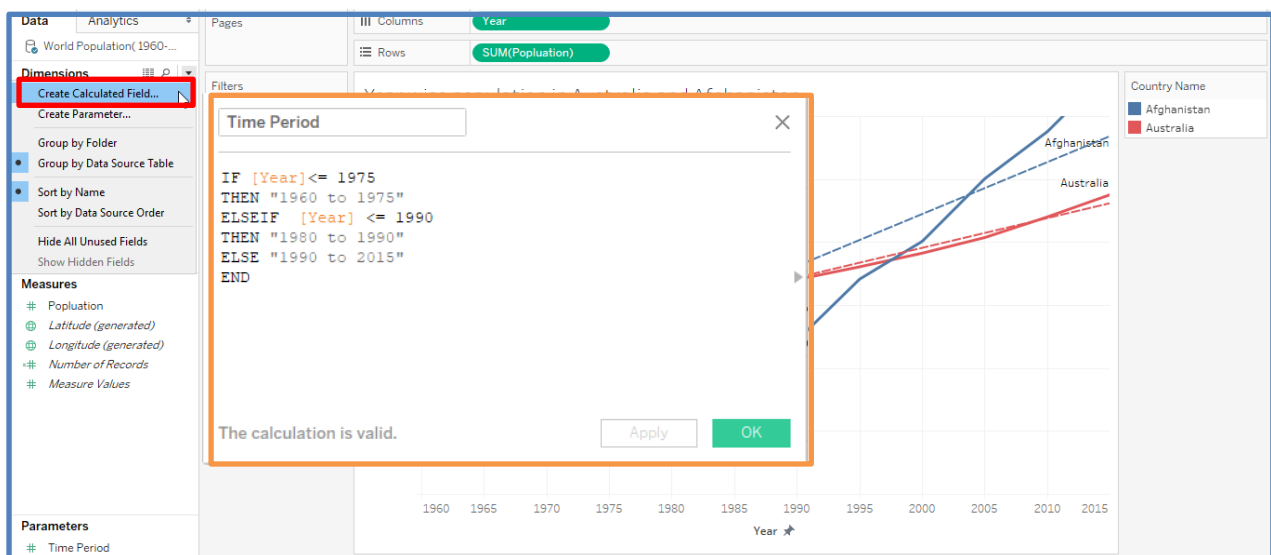 Data
Analytics
World Population( 1960-...
Dimensions
Create Calculated Field...
Create Parameter...
Group by Folder
Group by Data Source Table
Sort by Name
Sort by Data Source Order
Hide All Unused Fields
Show Hidden Fields
Measures
Popluation
Latitude (generated)
Longitude (generated)
Number of Records
Measure Values
Parameters
Time Period
Pages
Filters
Columns
Year
Rows
SUM(Popluation)
Time Period
IF [Year]<= 1975
THEN "1960 to 1975"
ELSEIF [Year] <= 1990
THEN "1980 to 1990"
ELSE "1990 to 2015"
END
The calculation is valid.
Apply
OK
Afghanistan
Australia
1960 1965 1970 1975 1980 1985 1990 1995 2000 2005 2010 2015
Year
Country Name
Afghanistan
Australia